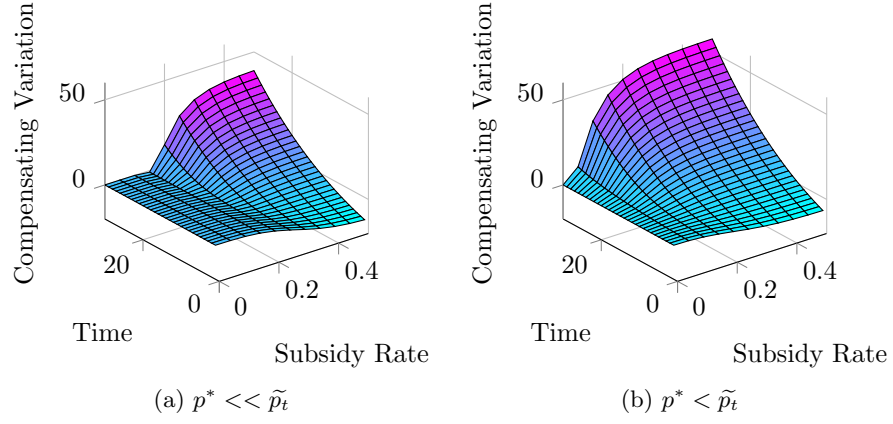 Compensating Variation
50
0
20
0
0
0.2
0.4
Time
Subsidy Rate
(a) p* << p̃_t
Compensating Variation
50
0
20
0
0
0.2
0.4
Time
Subsidy Rate
(b) p* < p̃_t